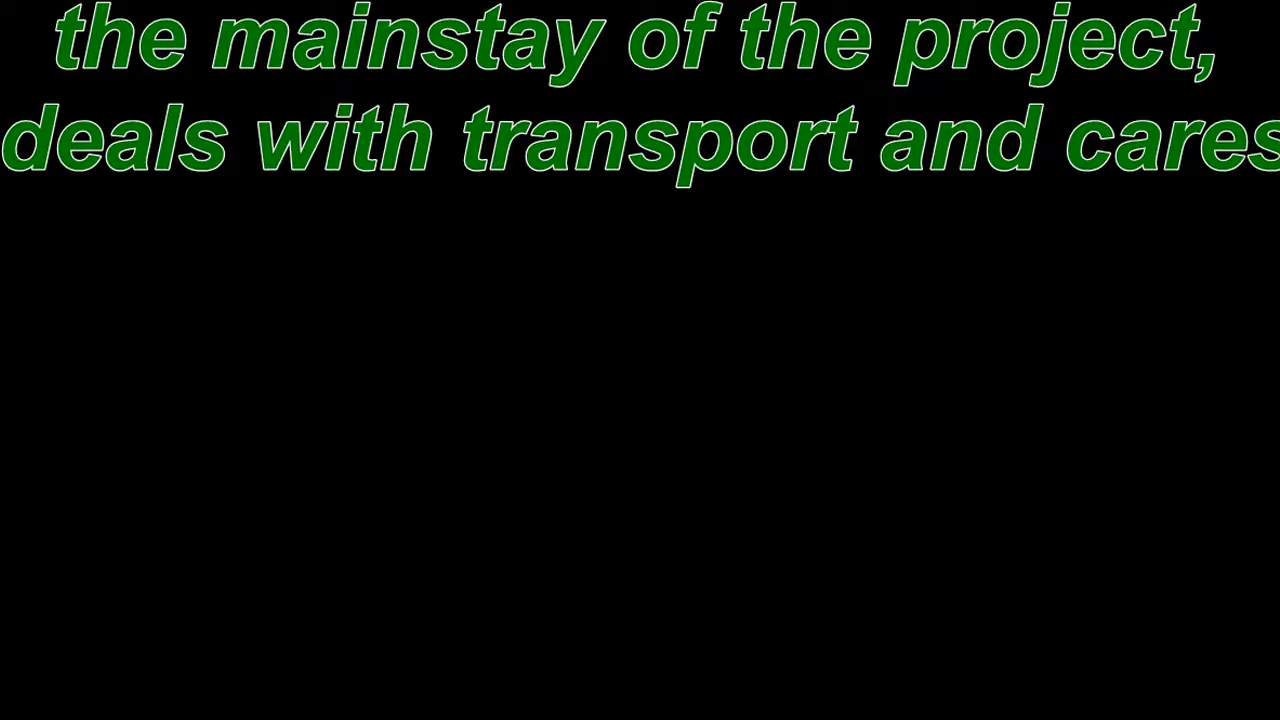 the mainstay of the project,
deals with transport and cares